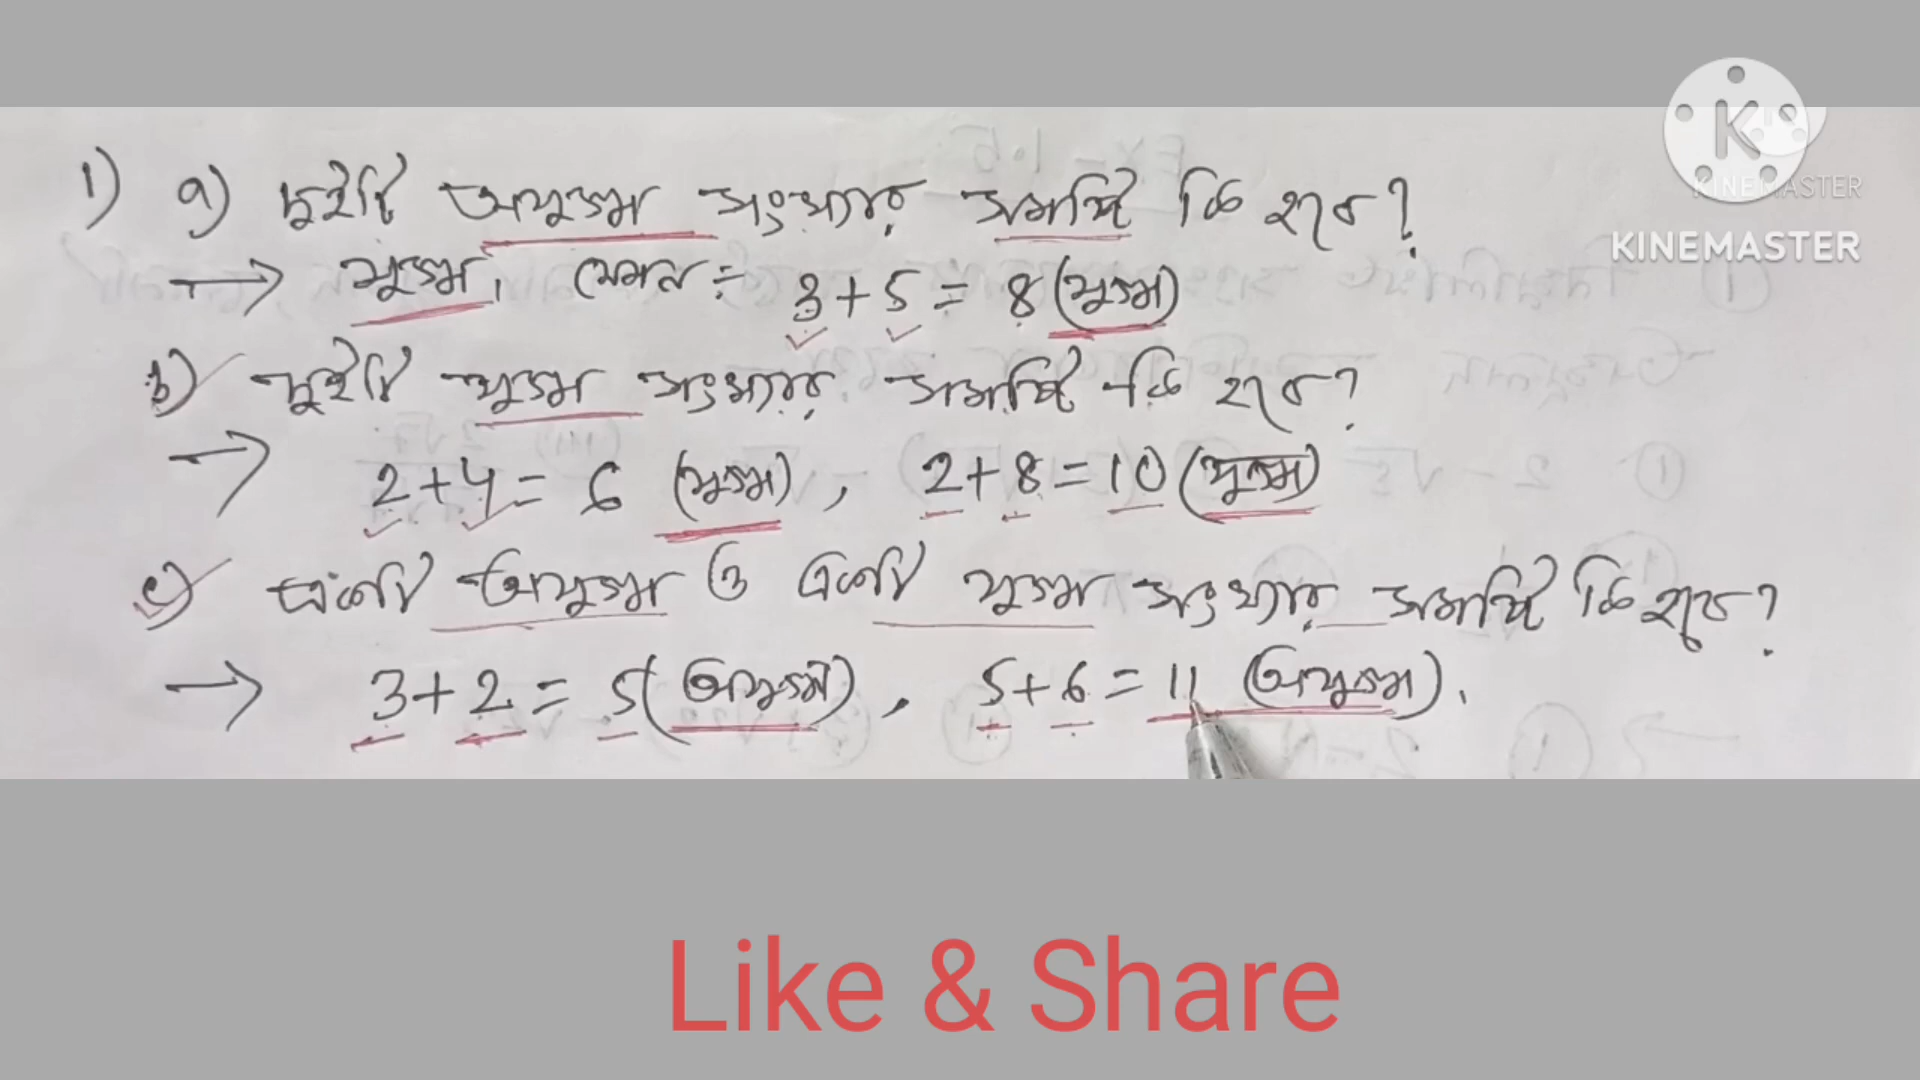 1) a) দুইটি অযুগ্ম সংখ্যার সমষ্টি কি হবে?
→ যুগ্ম, যেমন ÷ 3+5 = 8 (যুগ্ম)
b) দুইটি যুগ্ম সংখ্যার সমষ্টি কি হবে?
→ 2+4 = 6 (যুগ্ম), 2+8=10 (যুগ্ম)
c) একটি অযুগ্ম ও একটি যুগ্ম সংখ্যার সমষ্টি কি হবে?
→ 3+2 = 5 (অযুগ্ম), 5+6 = 11 (অযুগ্ম).
KINEMASTER
KINEMASTER
Like & Share